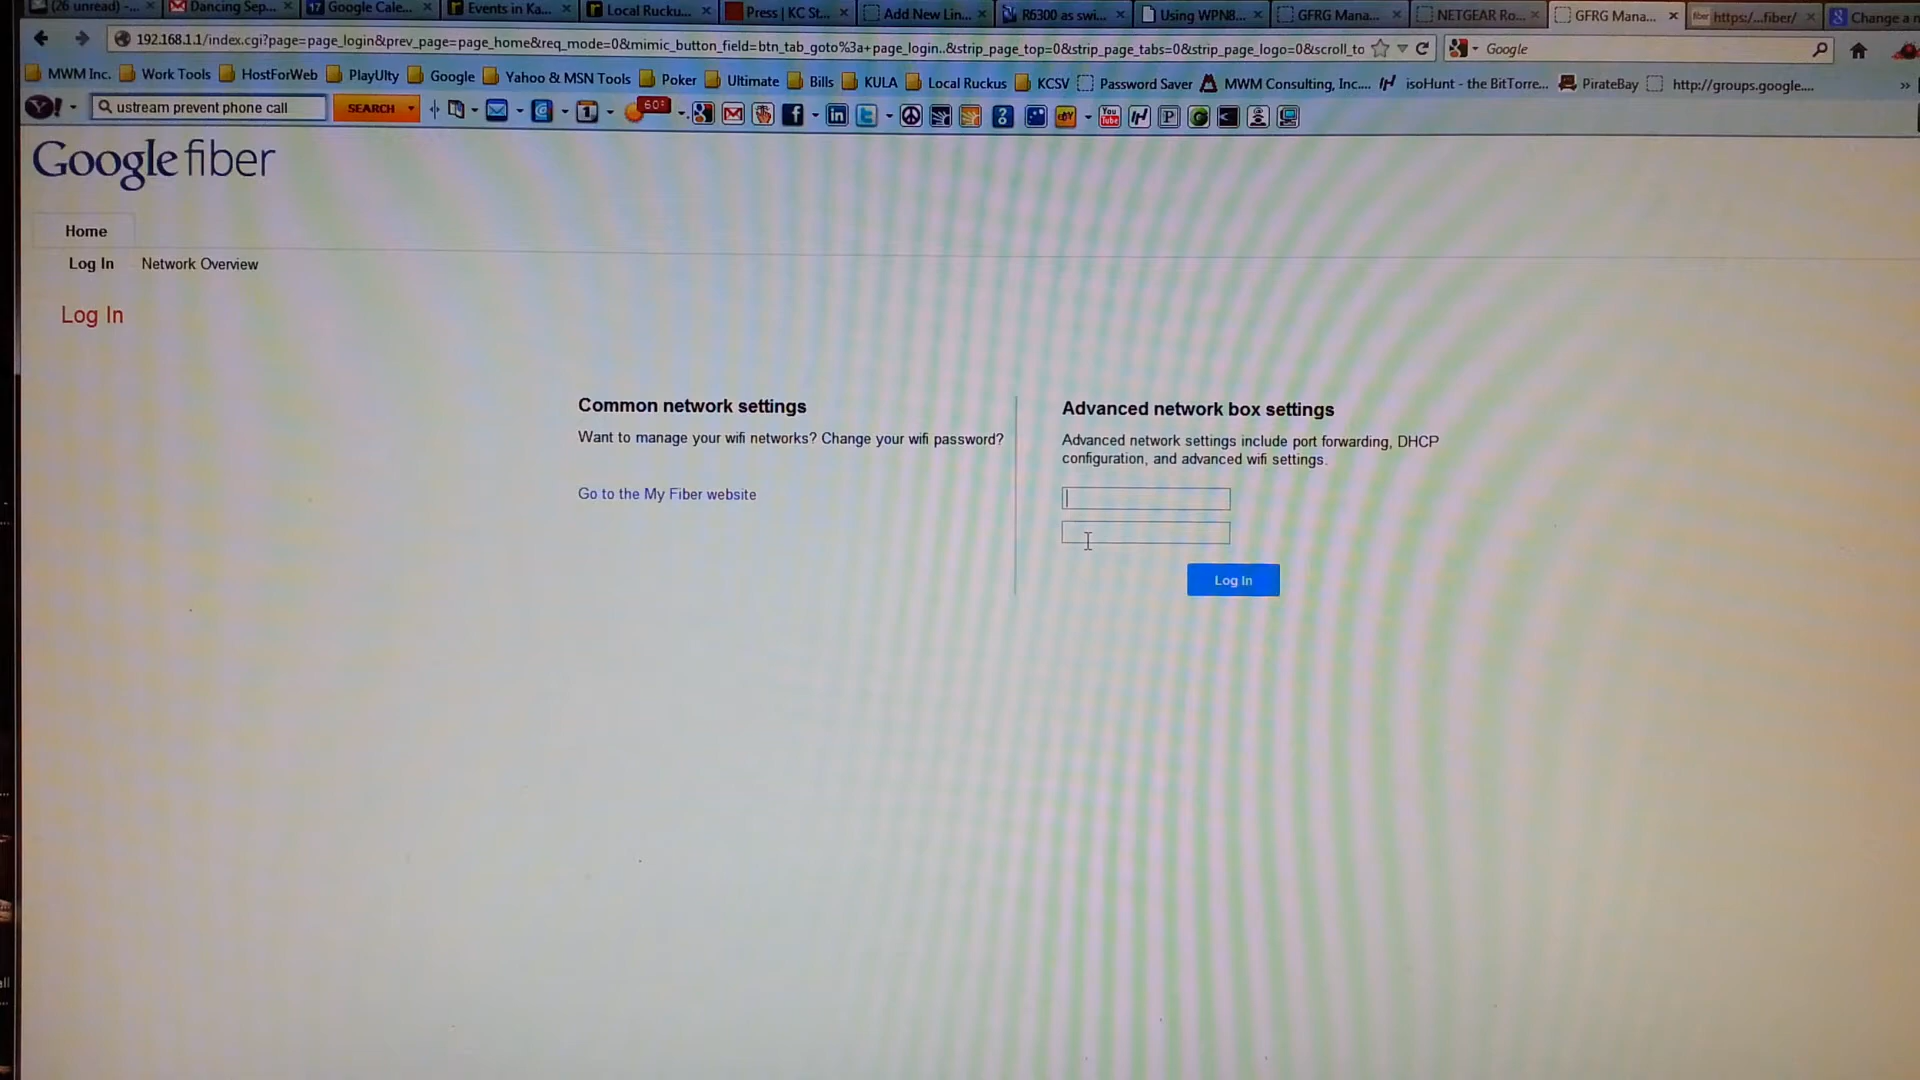 (26 unread) -...
Dancing Sep...
Google Cale...
Events in Ka...
Local Rucku...
Press | KC St...
Add New Lin...
R6300 as swi...
Using WPN8...
GFRG Mana...
NETGEAR Ro...
GFRG Mana...
https:/...fiber/
Change a n
192.168.1.1/index.cgi?page=page_login&prev_page=page_home&req_mode=0&mimic_button_field=btn_tab_goto%3a+page_login..&strip_page_top=0&strip_page_tabs=0&strip_page_logo=0&scroll_to
Google
MWM Inc. Work Tools HostForWeb PlayUlty Google Yahoo & MSN Tools Poker Ultimate Bills KULA Local Ruckus KCSV Password Saver MWM Consulting, Inc.... isoHunt - the BitTorre... PirateBay http://groups.google.... »
Y! ustream prevent phone call SEARCH 60°
Google fiber
Home
Log In Network Overview
Log In
Common network settings
Want to manage your wifi networks? Change your wifi password?
Go to the My Fiber website
Advanced network box settings
Advanced network settings include port forwarding, DHCP
configuration, and advanced wifi settings.
Log In